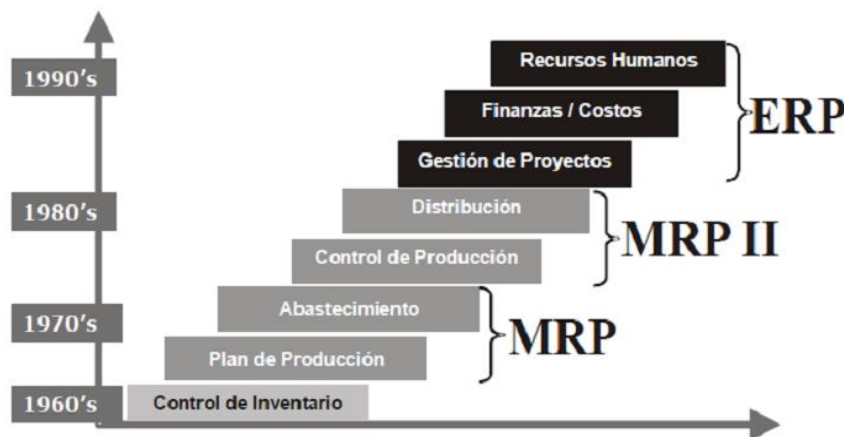 Recursos Humanos
1990's
Finanzas / Costos
ERP
Gestión de Proyectos
1980's
Distribución
MRP II
Control de Producción
Abastecimiento
1970's
MRP
Plan de Producción
1960's
Control de Inventario